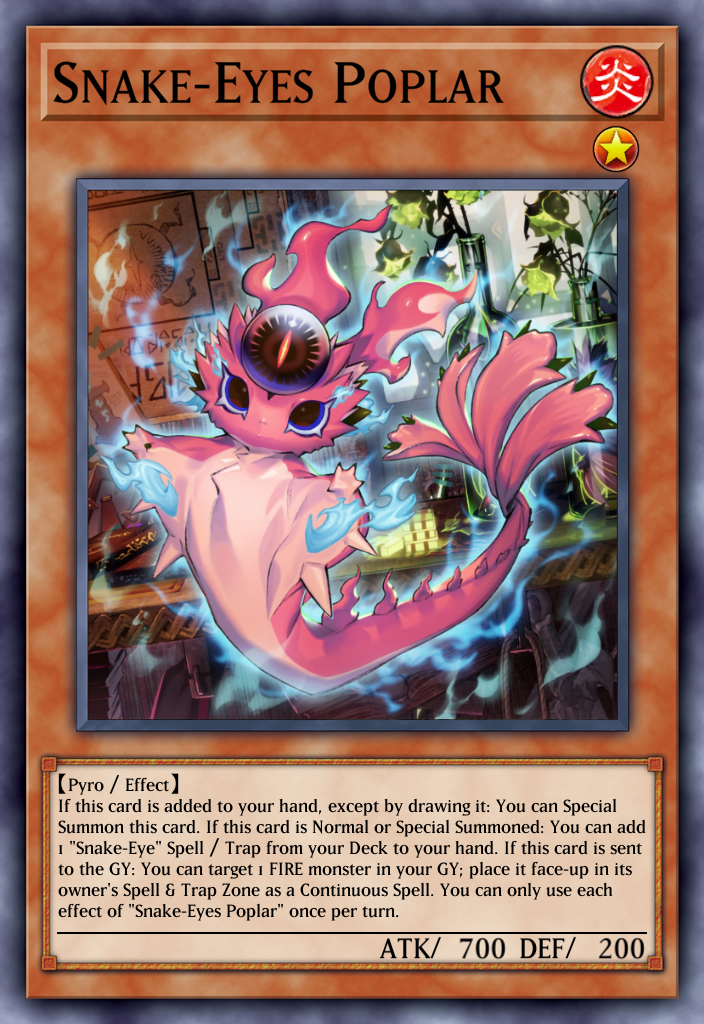 Snake-Eyes Poplar
炎
【Pyro / Effect】
If this card is added to your hand, except by drawing it: You can Special
Summon this card. If this card is Normal or Special Summoned: You can add
1 "Snake-Eye" Spell / Trap from your Deck to your hand. If this card is sent
to the GY: You can target 1 FIRE monster in your GY; place it face-up in its
owner's Spell & Trap Zone as a Continuous Spell. You can only use each
effect of "Snake-Eyes Poplar" once per turn.
ATK/ 700 DEF/ 200